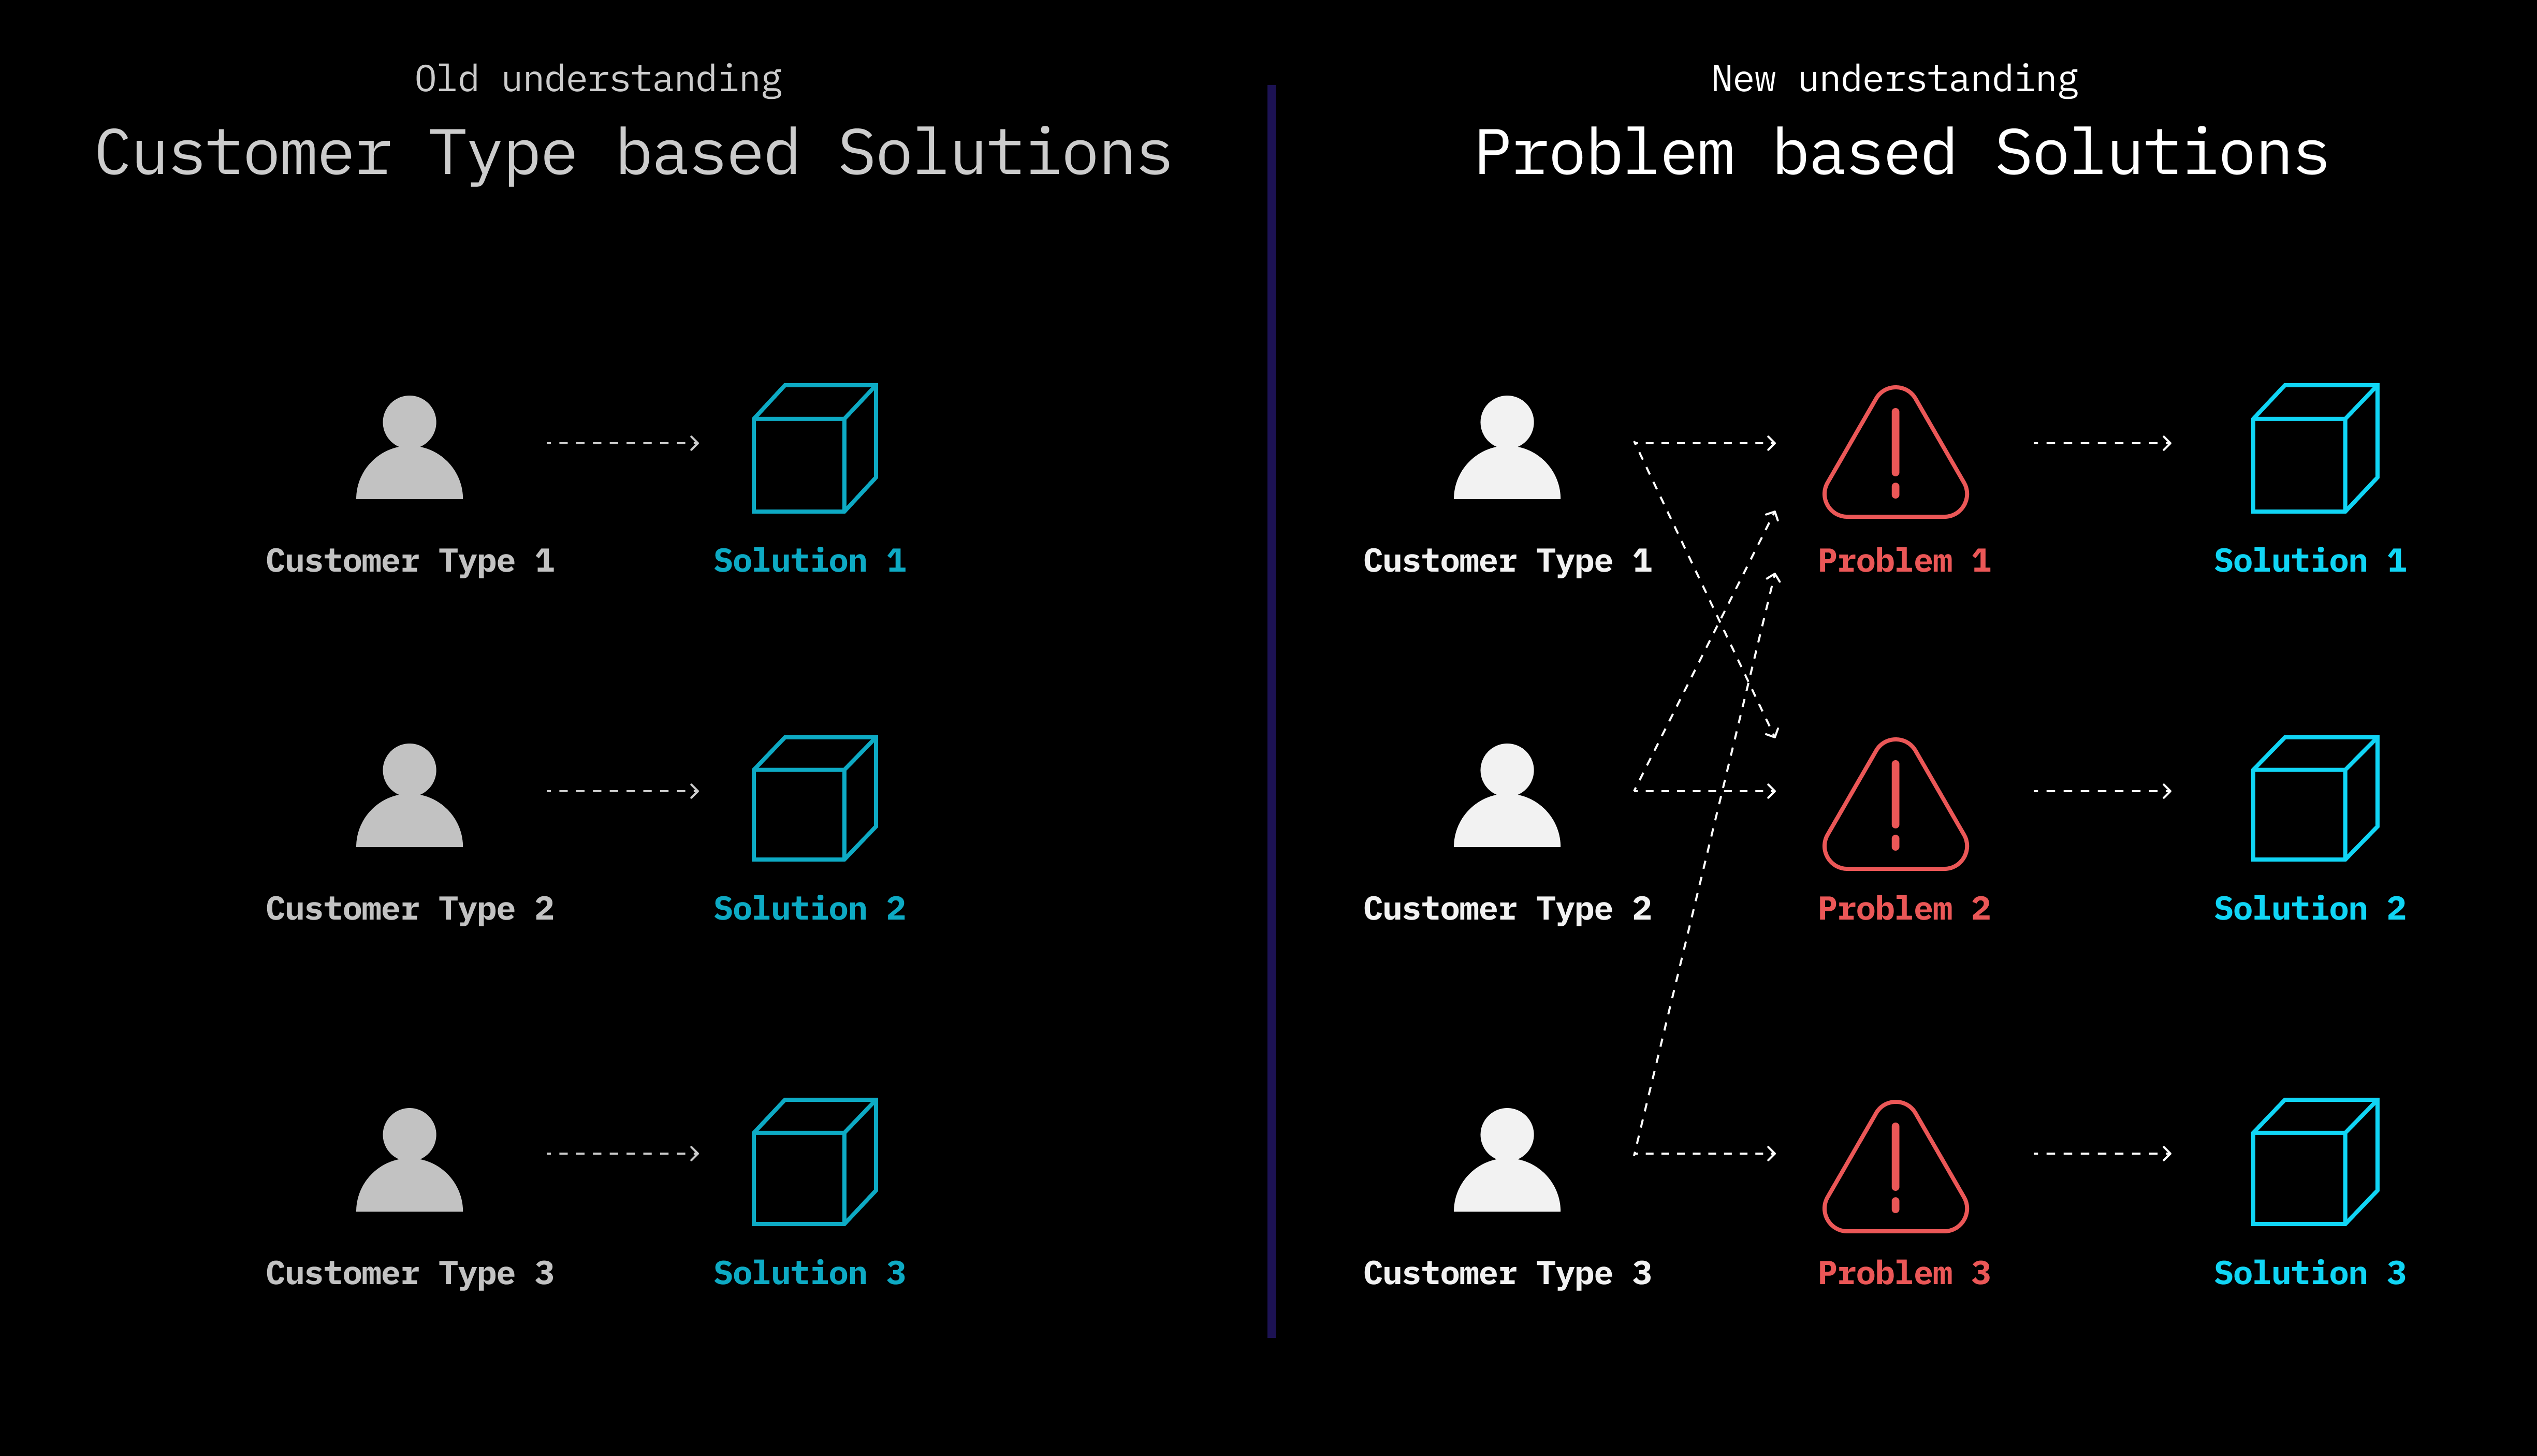 Old understanding
Customer Type based Solutions
Customer Type 1
Solution 1
Customer Type 2
Solution 2
Customer Type 3
Solution 3
New understanding
Problem based Solutions
Customer Type 1
Problem 1
Solution 1
Customer Type 2
Problem 2
Solution 2
Customer Type 3
Problem 3
Solution 3